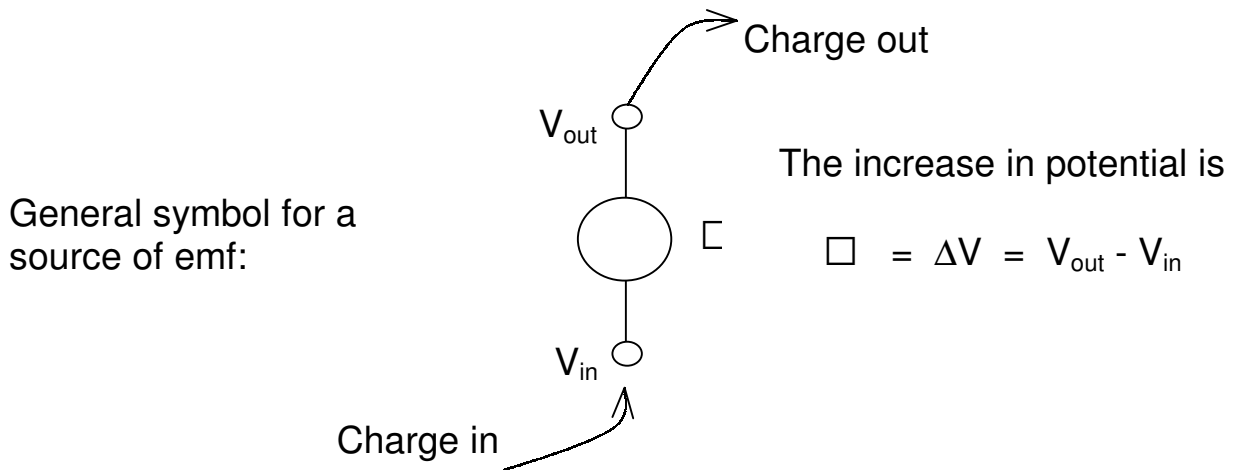 Charge out
V_out
The increase in potential is
General symbol for a
source of emf:
□
□ = ΔV = V_out - V_in
V_in
Charge in